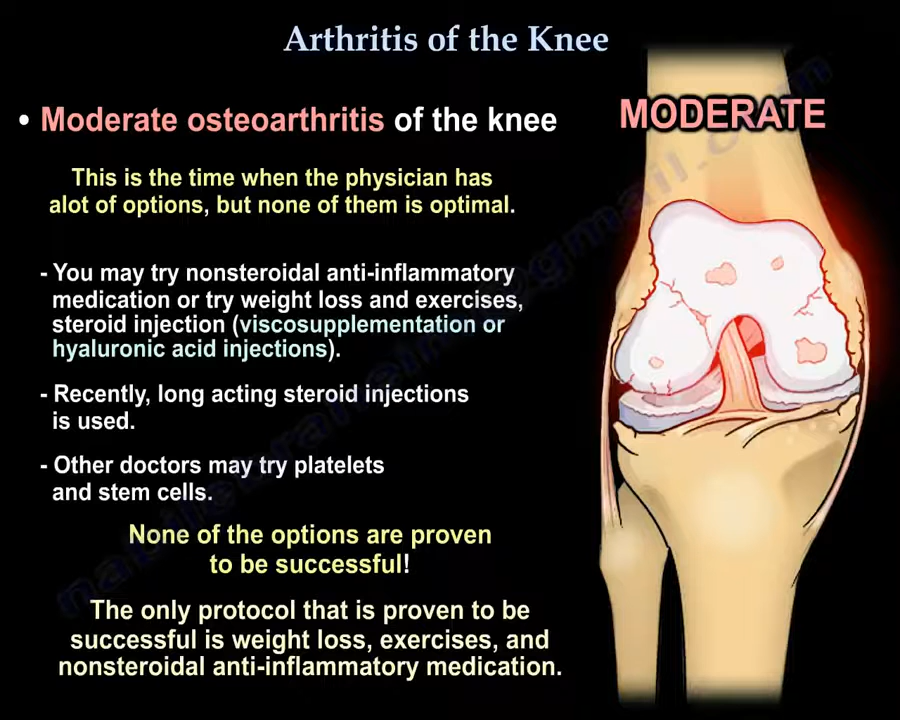 Arthritis of the Knee
• Moderate osteoarthritis of the knee
MODERATE
This is the time when the physician has
alot of options, but none of them is optimal.
- You may try nonsteroidal anti-inflammatory
medication or try weight loss and exercises,
steroid injection (viscosupplementation or
hyaluronic acid injections).
- Recently, long acting steroid injections
is used.
- Other doctors may try platelets
and stem cells.
None of the options are proven
to be successful!
The only protocol that is proven to be
successful is weight loss, exercises, and
nonsteroidal anti-inflammatory medication.